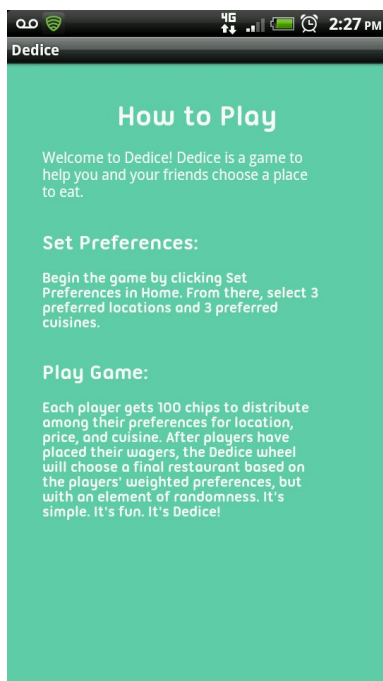 4G
2:27 PM
Dedice
How to Play
Welcome to Dedice! Dedice is a game to
help you and your friends choose a place
to eat.
Set Preferences:
Begin the game by clicking Set
Preferences in Home. From there, select 3
preferred locations and 3 preferred
cuisines.
Play Game:
Each player gets 100 chips to distribute
among their preferences for location,
price, and cuisine. After players have
placed their wagers, the Dedice wheel
will choose a final restaurant based on
the players' weighted preferences, but
with an element of randomness. It's
simple. It's fun. It's Dedice!